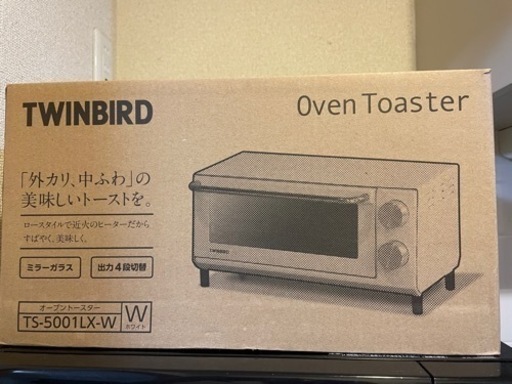 TWINBIRD
Oven Toaster
「外カリ、中ふわ」の
美味しいトーストを。
ロースタイルで近火のヒーターだから
すばやく、美味しく。
ミラーガラス
出力4段切替
TWINBIRD
オーブントースター
TS-5001LX-W
W
ホワイト